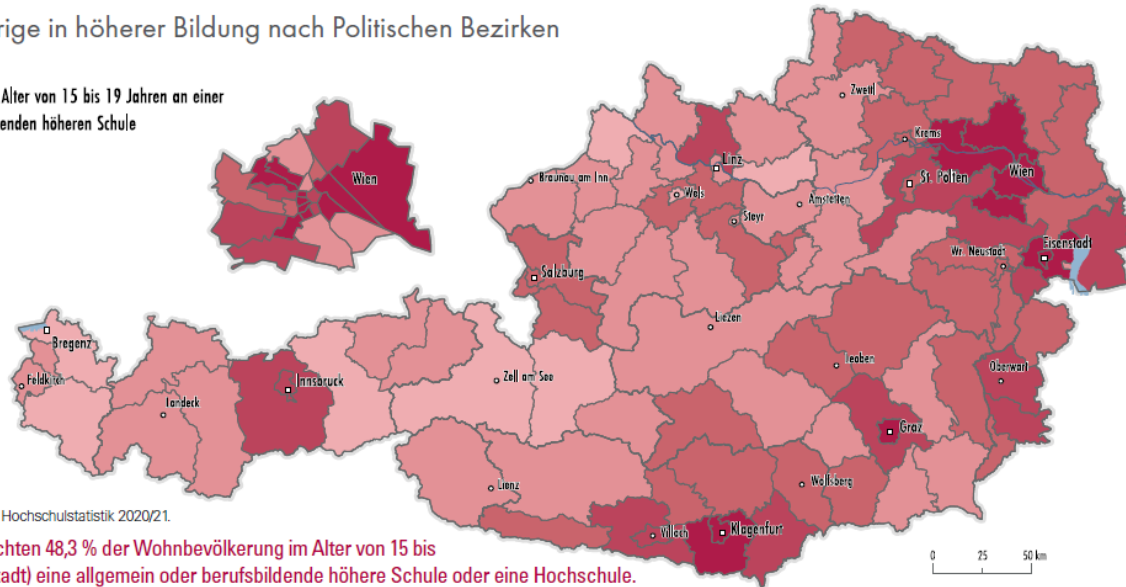 rige in höherer Bildung nach Politischen Bezirken
Alter von 15 bis 19 Jahren an einer
enden höheren Schule
Wien
Zwettl
Krems
Linz
St. Pölten
Wien
Braunau am Inn
Wels
Amstetten
Steyr
Eisenstadt
Wr. Neustadt
Salzburg
Liezen
Bregenz
Leoben
Oberwart
Feldkirch
Innsbruck
Zell am See
Landeck
Graz
Wolfsberg
Lienz
Villach
Klagenfurt
Hochschulstatistik 2020/21.
chten 48,3 % der Wohnbevölkerung im Alter von 15 bis
tadt) eine allgemein oder berufsbildende höhere Schule oder eine Hochschule.
0 25 50 km